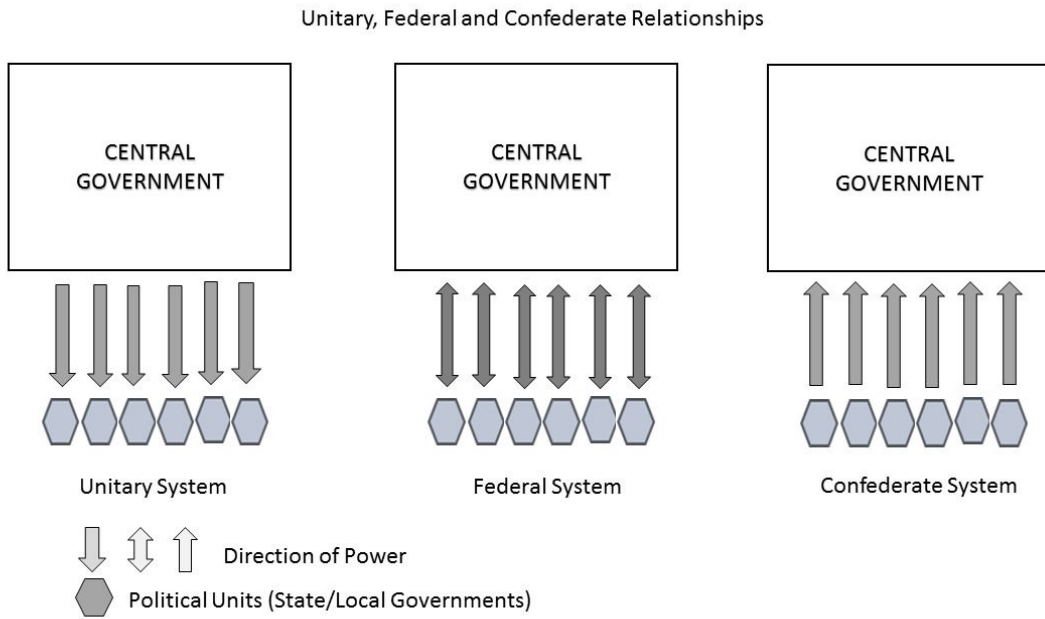 Unitary, Federal and Confederate Relationships
CENTRAL
GOVERNMENT
CENTRAL
GOVERNMENT
CENTRAL
GOVERNMENT
Unitary System
Federal System
Confederate System
Direction of Power
Political Units (State/Local Governments)